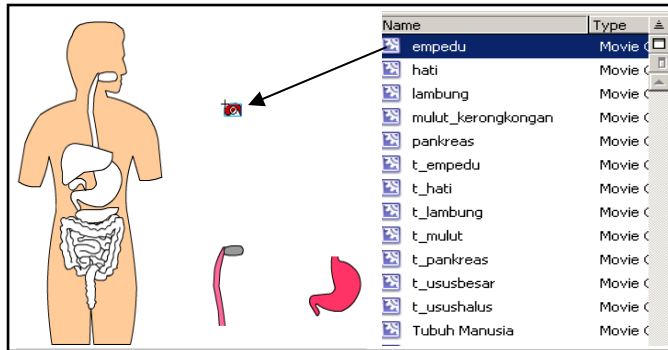 Name Type
empedu Movie C
hati Movie C
lambung Movie C
mulut_kerongkongan Movie C
pankreas Movie C
t_empedu Movie C
t_hati Movie C
t_lambung Movie C
t_mulut Movie C
t_pankreas Movie C
t_ususbesar Movie C
t_usushalus Movie C
Tubuh Manusia Movie C